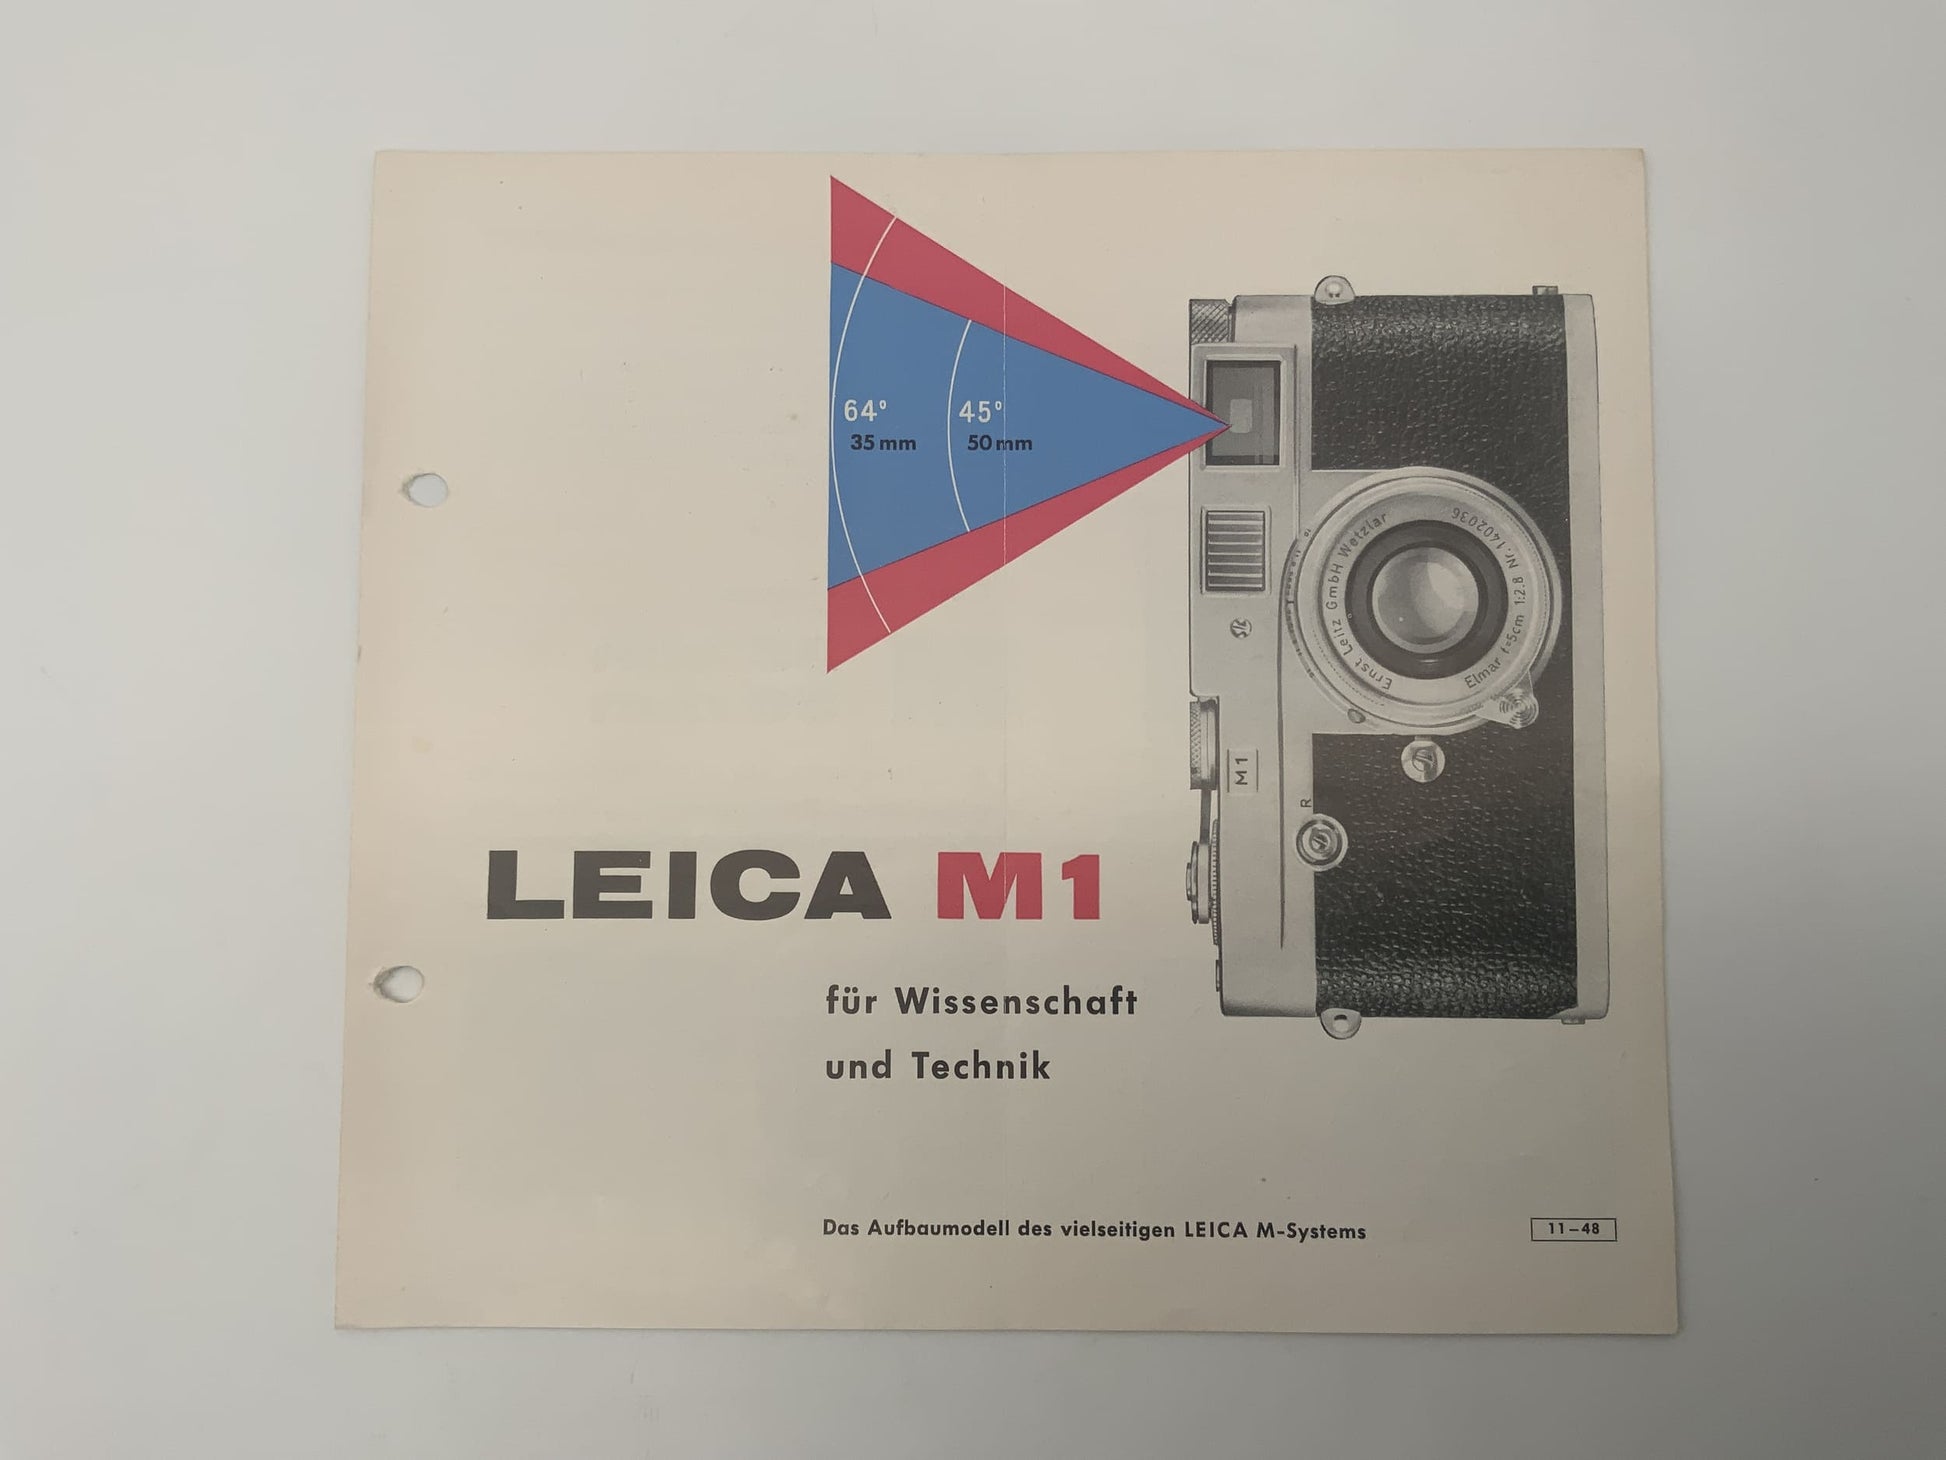 64°
35 mm
45°
50 mm
Ernst Leitz GmbH Wetzlar
Elmar f=5cm 1:2.8 Nr. 1402036
M1
R
LEICA M1
für Wissenschaft
und Technik
Das Aufbaumodell des vielseitigen LEICA M-Systems
11–48